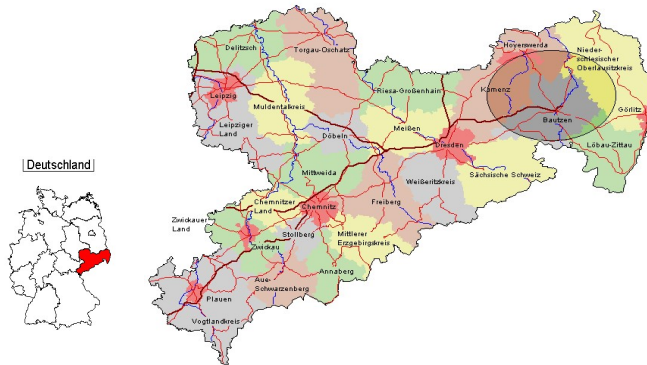 Delitzsch
Torgau-Oschatz
Hoyerswerda
Nieder-
schlesischer
Oberlausitzkreis
Leipzig
Riesa-Großenhain
Kamenz
Muldentalkreis
Görlitz
Leipziger
Land
Döbeln
Meißen
Bautzen
Dresden
Löbau-Zittau
Deutschland
Mittweida
Weißeritzkreis
Sächsische Schweiz
Chemnitzer
Land
Chemnitz
Freiberg
Zwickauer
Land
Stollberg
Mittlerer
Erzgebirgskreis
Zwickau
Annaberg
Aue-
Schwarzenberg
Plauen
Vogtlandkreis